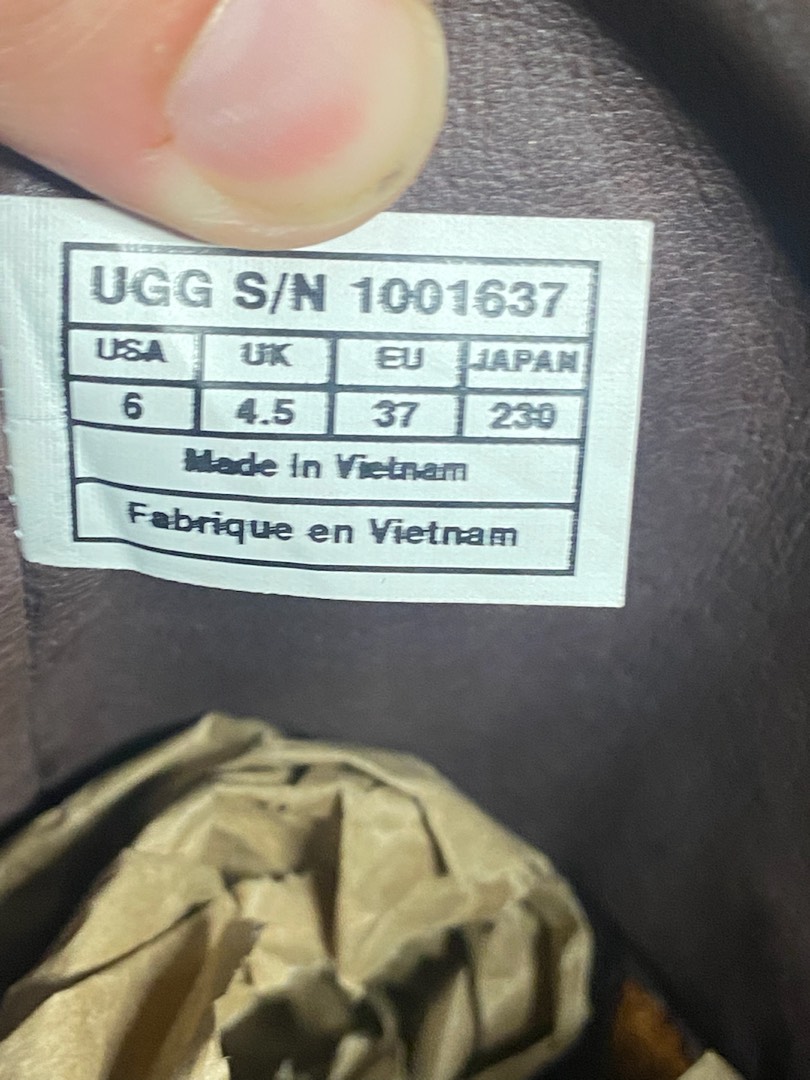 UGG S/N 1001637
USA UK EU JAPAN
6 4.5 37 230
Made in Vietnam
Fabrique en Vietnam